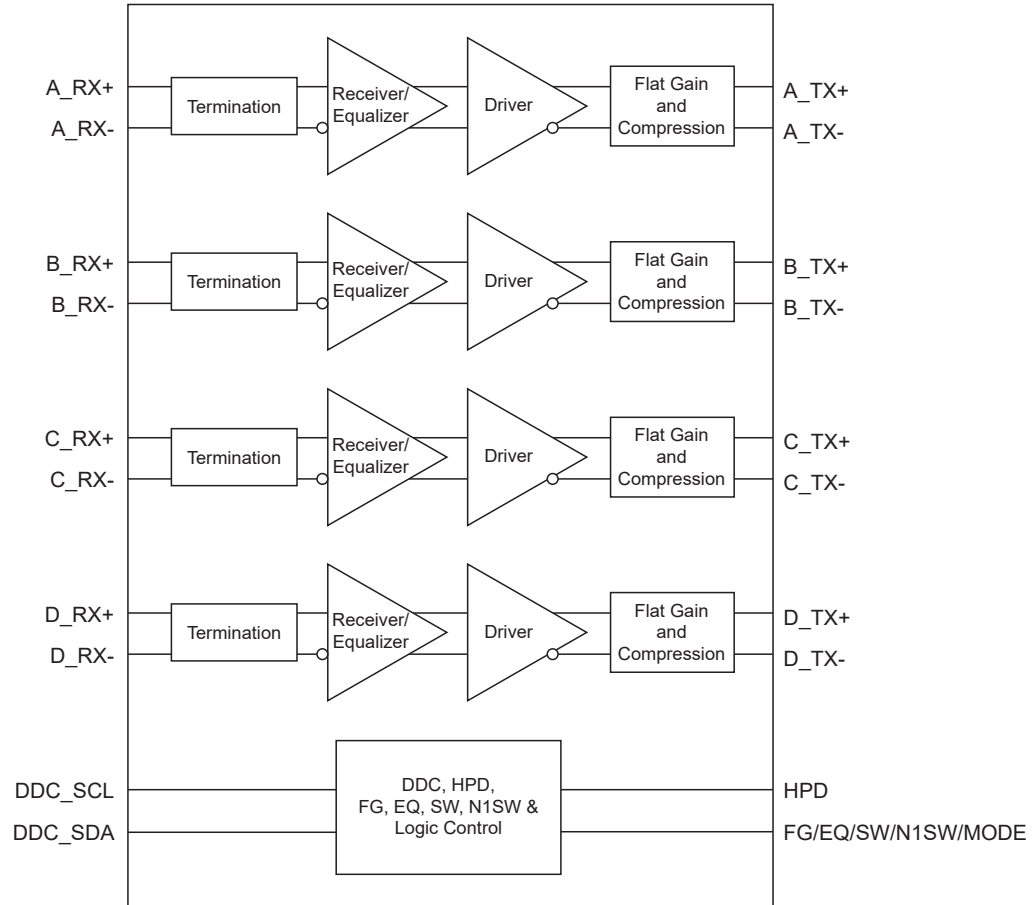 A_RX+
A_RX-
Termination
Receiver/
Equalizer
Driver
Flat Gain
and
Compression
A_TX+
A_TX-
B_RX+
B_RX-
Termination
Receiver/
Equalizer
Driver
Flat Gain
and
Compression
B_TX+
B_TX-
C_RX+
C_RX-
Termination
Receiver/
Equalizer
Driver
Flat Gain
and
Compression
C_TX+
C_TX-
D_RX+
D_RX-
Termination
Receiver/
Equalizer
Driver
Flat Gain
and
Compression
D_TX+
D_TX-
DDC_SCL
DDC_SDA
DDC, HPD,
FG, EQ, SW, N1SW &
Logic Control
HPD
FG/EQ/SW/N1SW/MODE